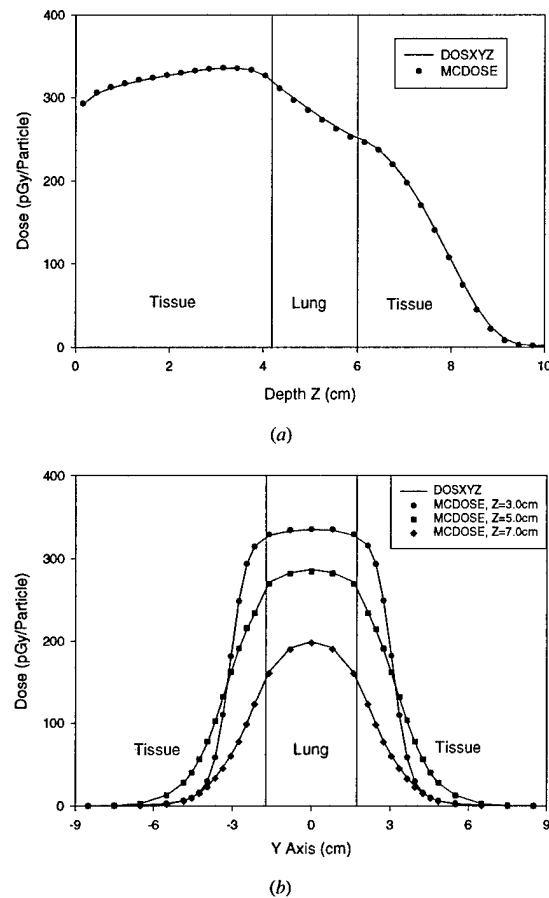 400
300
200
100
0
Dose (pGy/Particle)
DOSXYZ
MCDOSE
Tissue
Lung
Tissue
0
2
4
6
8
10
Depth Z (cm)
(a)
400
300
200
100
0
Dose (pGy/Particle)
DOSXYZ
MCDOSE, Z=3.0cm
MCDOSE, Z=5.0cm
MCDOSE, Z=7.0cm
Tissue
Lung
Tissue
-9
-6
-3
0
3
6
9
Y Axis (cm)
(b)